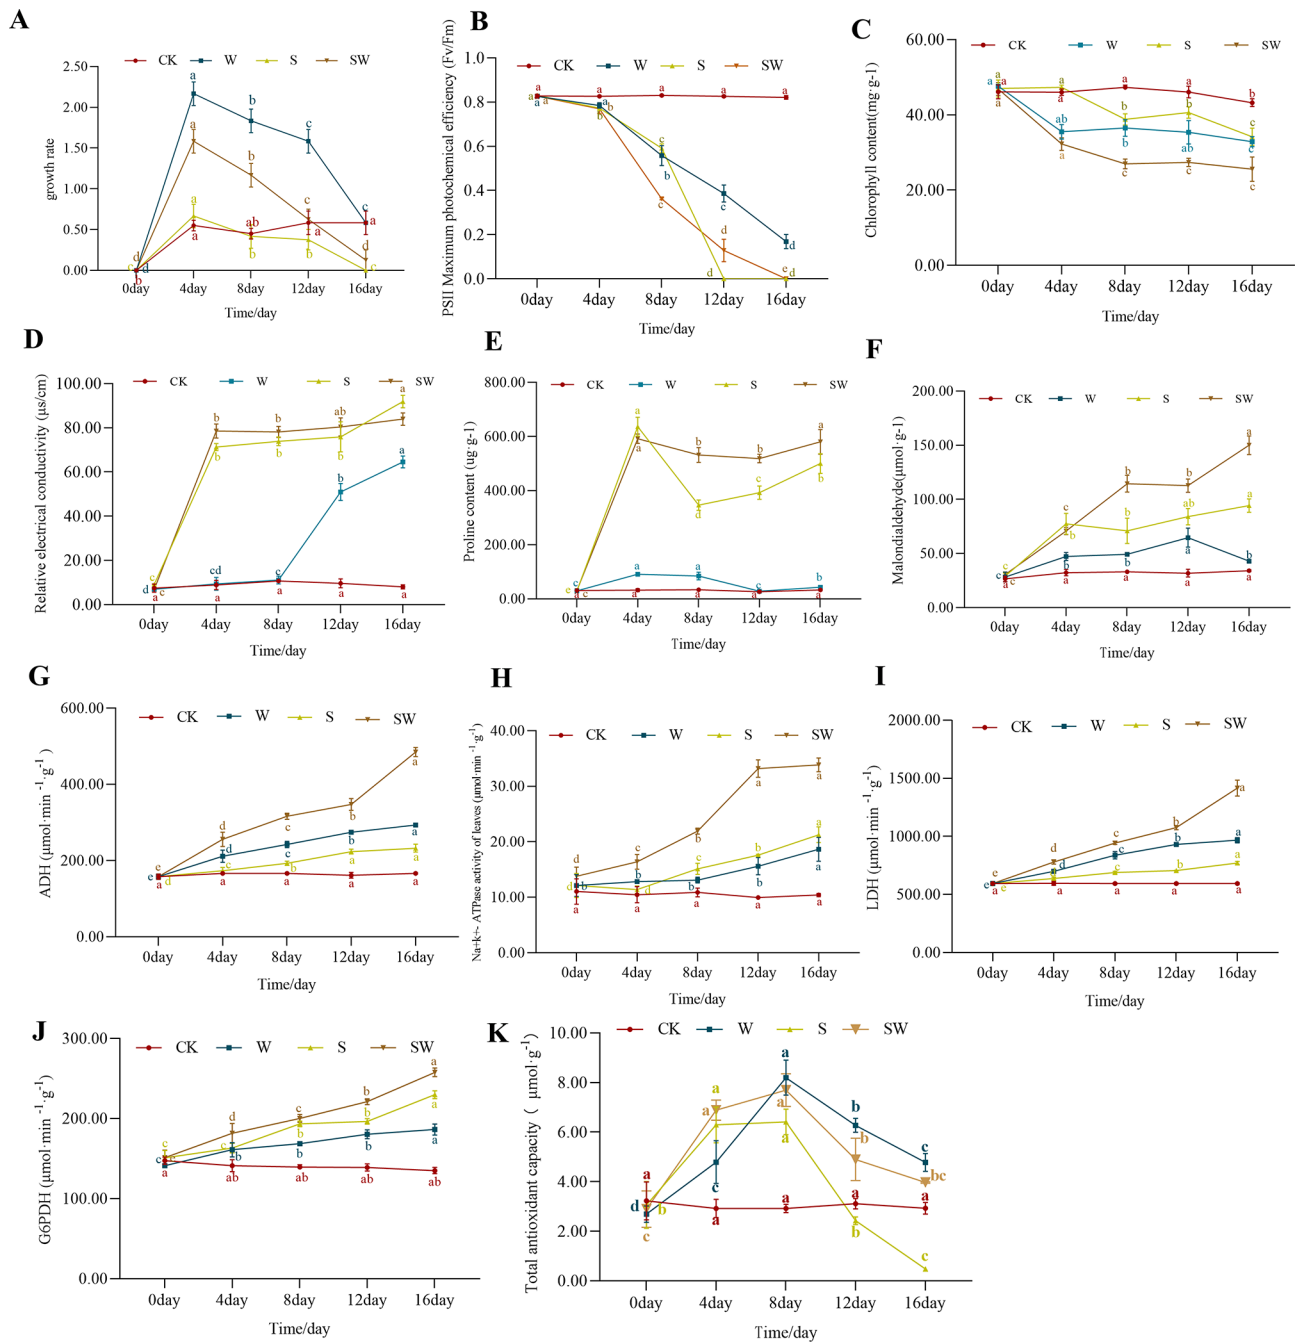 A
CK W S SW
growth rate
2.50
2.00
1.50
1.00
0.50
0.00
0day 4day 8day 12day 16day
Time/day
B
CK W S SW
PSII Maximum photochemical efficiency (Fv/Fm)
1.0
0.8
0.6
0.4
0.2
0.0
0day 4day 8day 12day 16day
Time/day
C
CK W S SW
Chlorophyll content(mg·g-1)
60.00
40.00
20.00
0.00
0day 4day 8day 12day 16day
Time/day
D
CK W S SW
Relative electrical conductivity (μs/cm)
100.00
80.00
60.00
40.00
20.00
0.00
0day 4day 8day 12day 16day
Time/day
E
CK W S SW
Proline content (ug·g-1)
800.00
600.00
400.00
200.00
0.00
0day 4day 8day 12day 16day
Time/day
F
CK W S SW
Malondialdehyde(μmol·g-1)
200.00
150.00
100.00
50.00
0.00
0day 4day 8day 12day 16day
Time/day
G
CK W S SW
ADH (μmol·min⁻¹·g⁻¹)
600.00
400.00
200.00
0.00
0day 4day 8day 12day 16day
Time/day
H
CK W S SW
Na+k+- ATPase activity of leaves (μmol·min⁻¹·g⁻¹)
40.00
30.00
20.00
10.00
0.00
0day 4day 8day 12day 16day
Time/day
I
CK W S SW
LDH (μmol·min⁻¹·g⁻¹)
2000.00
1500.00
1000.00
500.00
0.00
0day 4day 8day 12day 16day
Time/day
J
CK W S SW
G6PDH (μmol·min⁻¹·g⁻¹)
300.00
200.00
100.00
0.00
0day 4day 8day 12day 16day
Time/day
K
CK W S SW
Total antioxidant capacity ( μmol·g⁻¹)
10.00
8.00
6.00
4.00
2.00
0.00
0day 4day 8day 12day 16day
Time/day